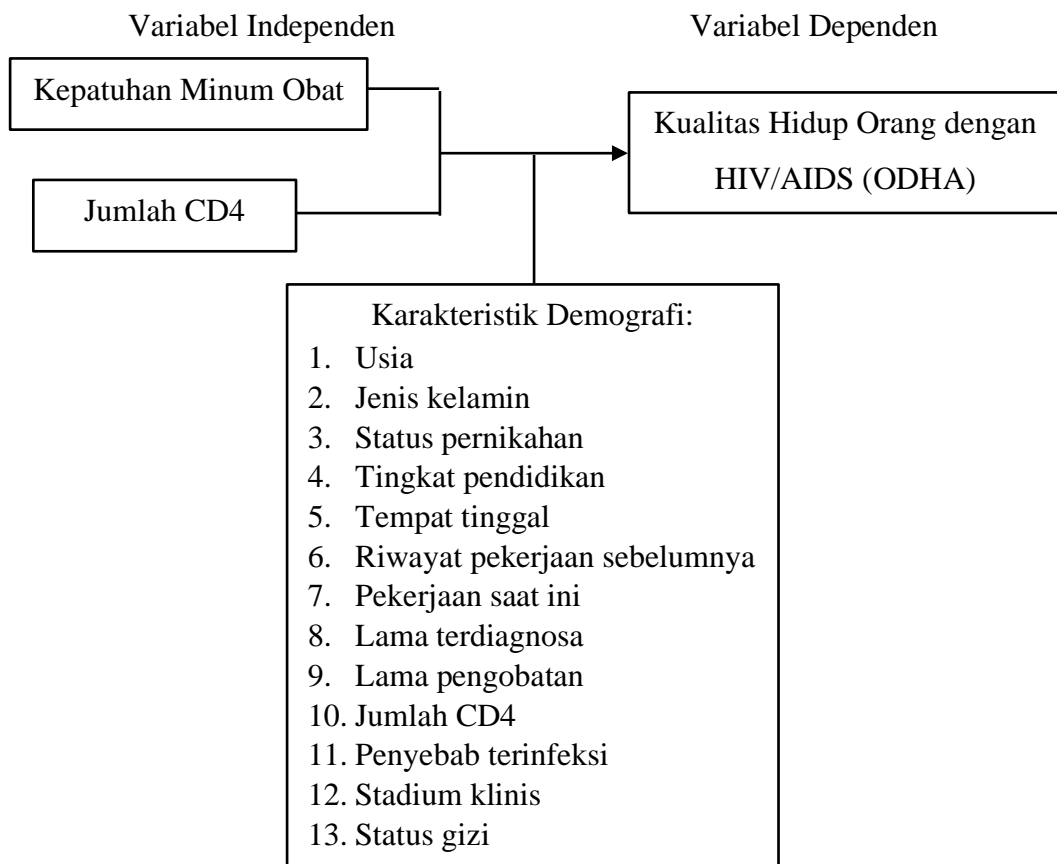 Variabel Independen
Variabel Dependen
Kepatuhan Minum Obat
Kualitas Hidup Orang dengan
HIV/AIDS (ODHA)
Jumlah CD4
Karakteristik Demografi:
1. Usia
2. Jenis kelamin
3. Status pernikahan
4. Tingkat pendidikan
5. Tempat tinggal
6. Riwayat pekerjaan sebelumnya
7. Pekerjaan saat ini
8. Lama terdiagnosa
9. Lama pengobatan
10. Jumlah CD4
11. Penyebab terinfeksi
12. Stadium klinis
13. Status gizi